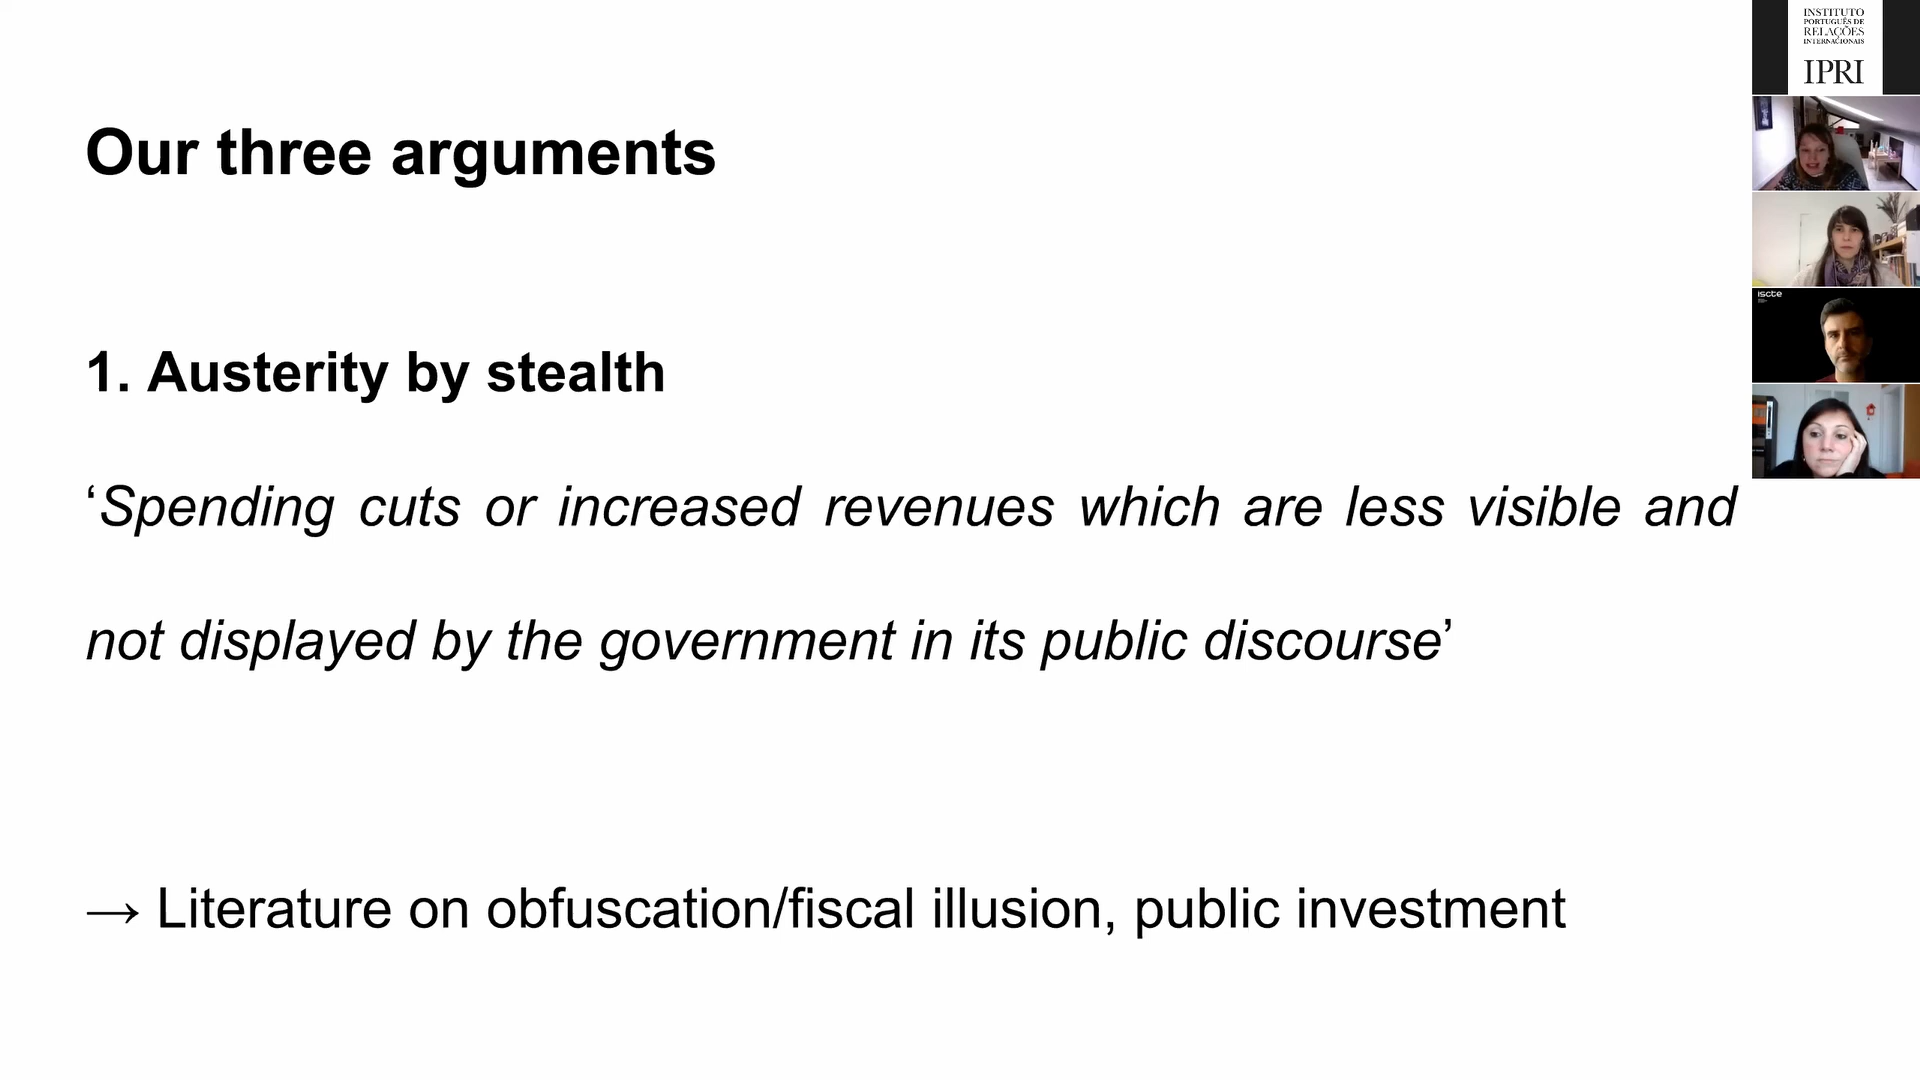 Our three arguments
1. Austerity by stealth
‘Spending cuts or increased revenues which are less visible and
not displayed by the government in its public discourse’
→ Literature on obfuscation/fiscal illusion, public investment
INSTITUTO
PORTUGUÊS DE
RELAÇÕES
INTERNACIONAIS
IPRI
iscte